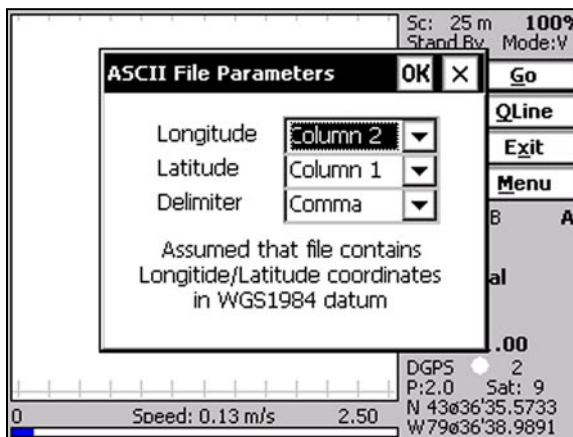 Sc: 25 m 100%
Stand By Mode:V
ASCII File Parameters OK ×
Go
QLine
Exit
Menu
Longitude Column 2
Latitude Column 1
Delimiter Comma
Assumed that file contains
Longitide/Latitude coordinates
in WGS1984 datum
B A
al
.00
DGPS 2
P:2.0 Sat: 9
N 43ø36'35.5733
W79ø36'38.9891
0 Speed: 0.13 m/s 2.50